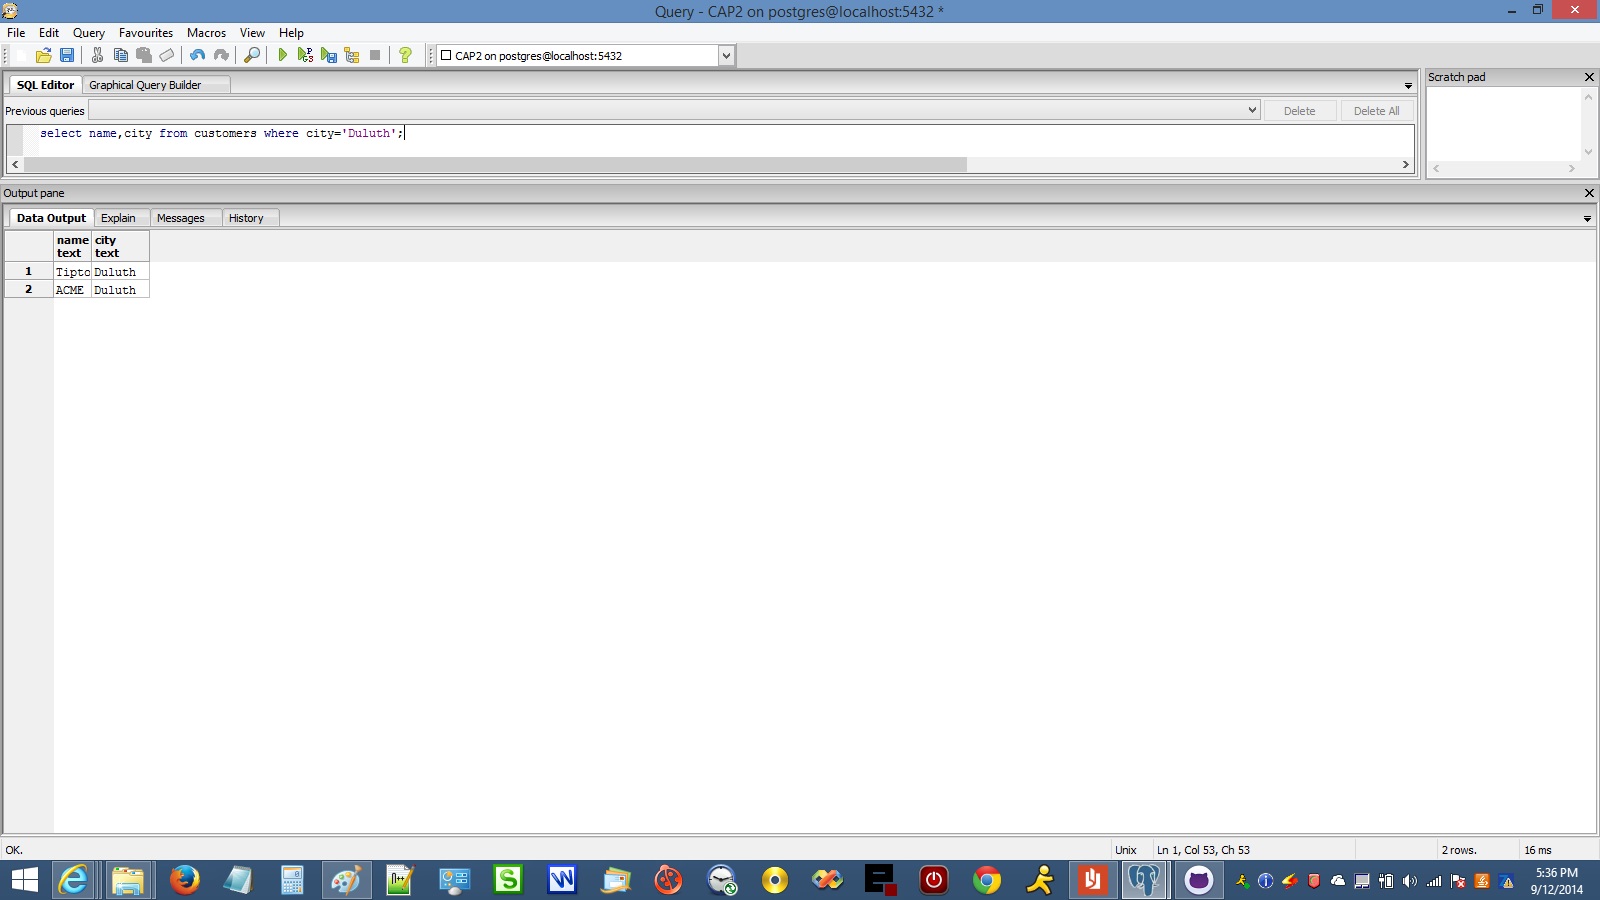 Query - CAP2 on postgres@localhost:5432 *
File Edit Query Favourites Macros View Help
CAP2 on postgres@localhost:5432
SQL Editor Graphical Query Builder
Scratch pad
Previous queries Delete Delete All
select name,city from customers where city='Duluth';
Output pane
Data Output Explain Messages History
name city
text text
1 Tipto Duluth
2 ACME Duluth
OK. Unix Ln 1, Col 53, Ch 53 2 rows. 16 ms
5:36 PM
9/12/2014